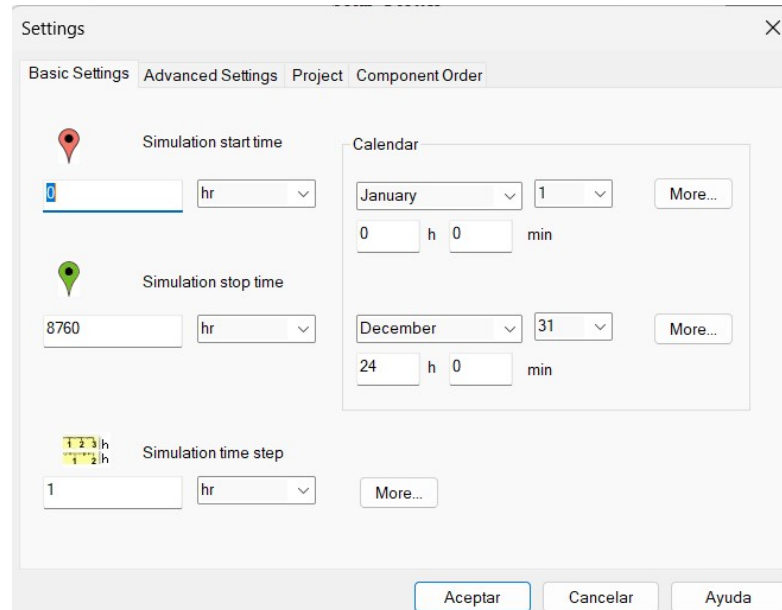 Settings
Basic Settings Advanced Settings Project Component Order
Simulation start time
0 hr
Calendar
January 1 More...
0 h 0 min
Simulation stop time
8760 hr
December 31 More...
24 h 0 min
1 2 3 h
1 2 h
Simulation time step
1 hr More...
Aceptar Cancelar Ayuda